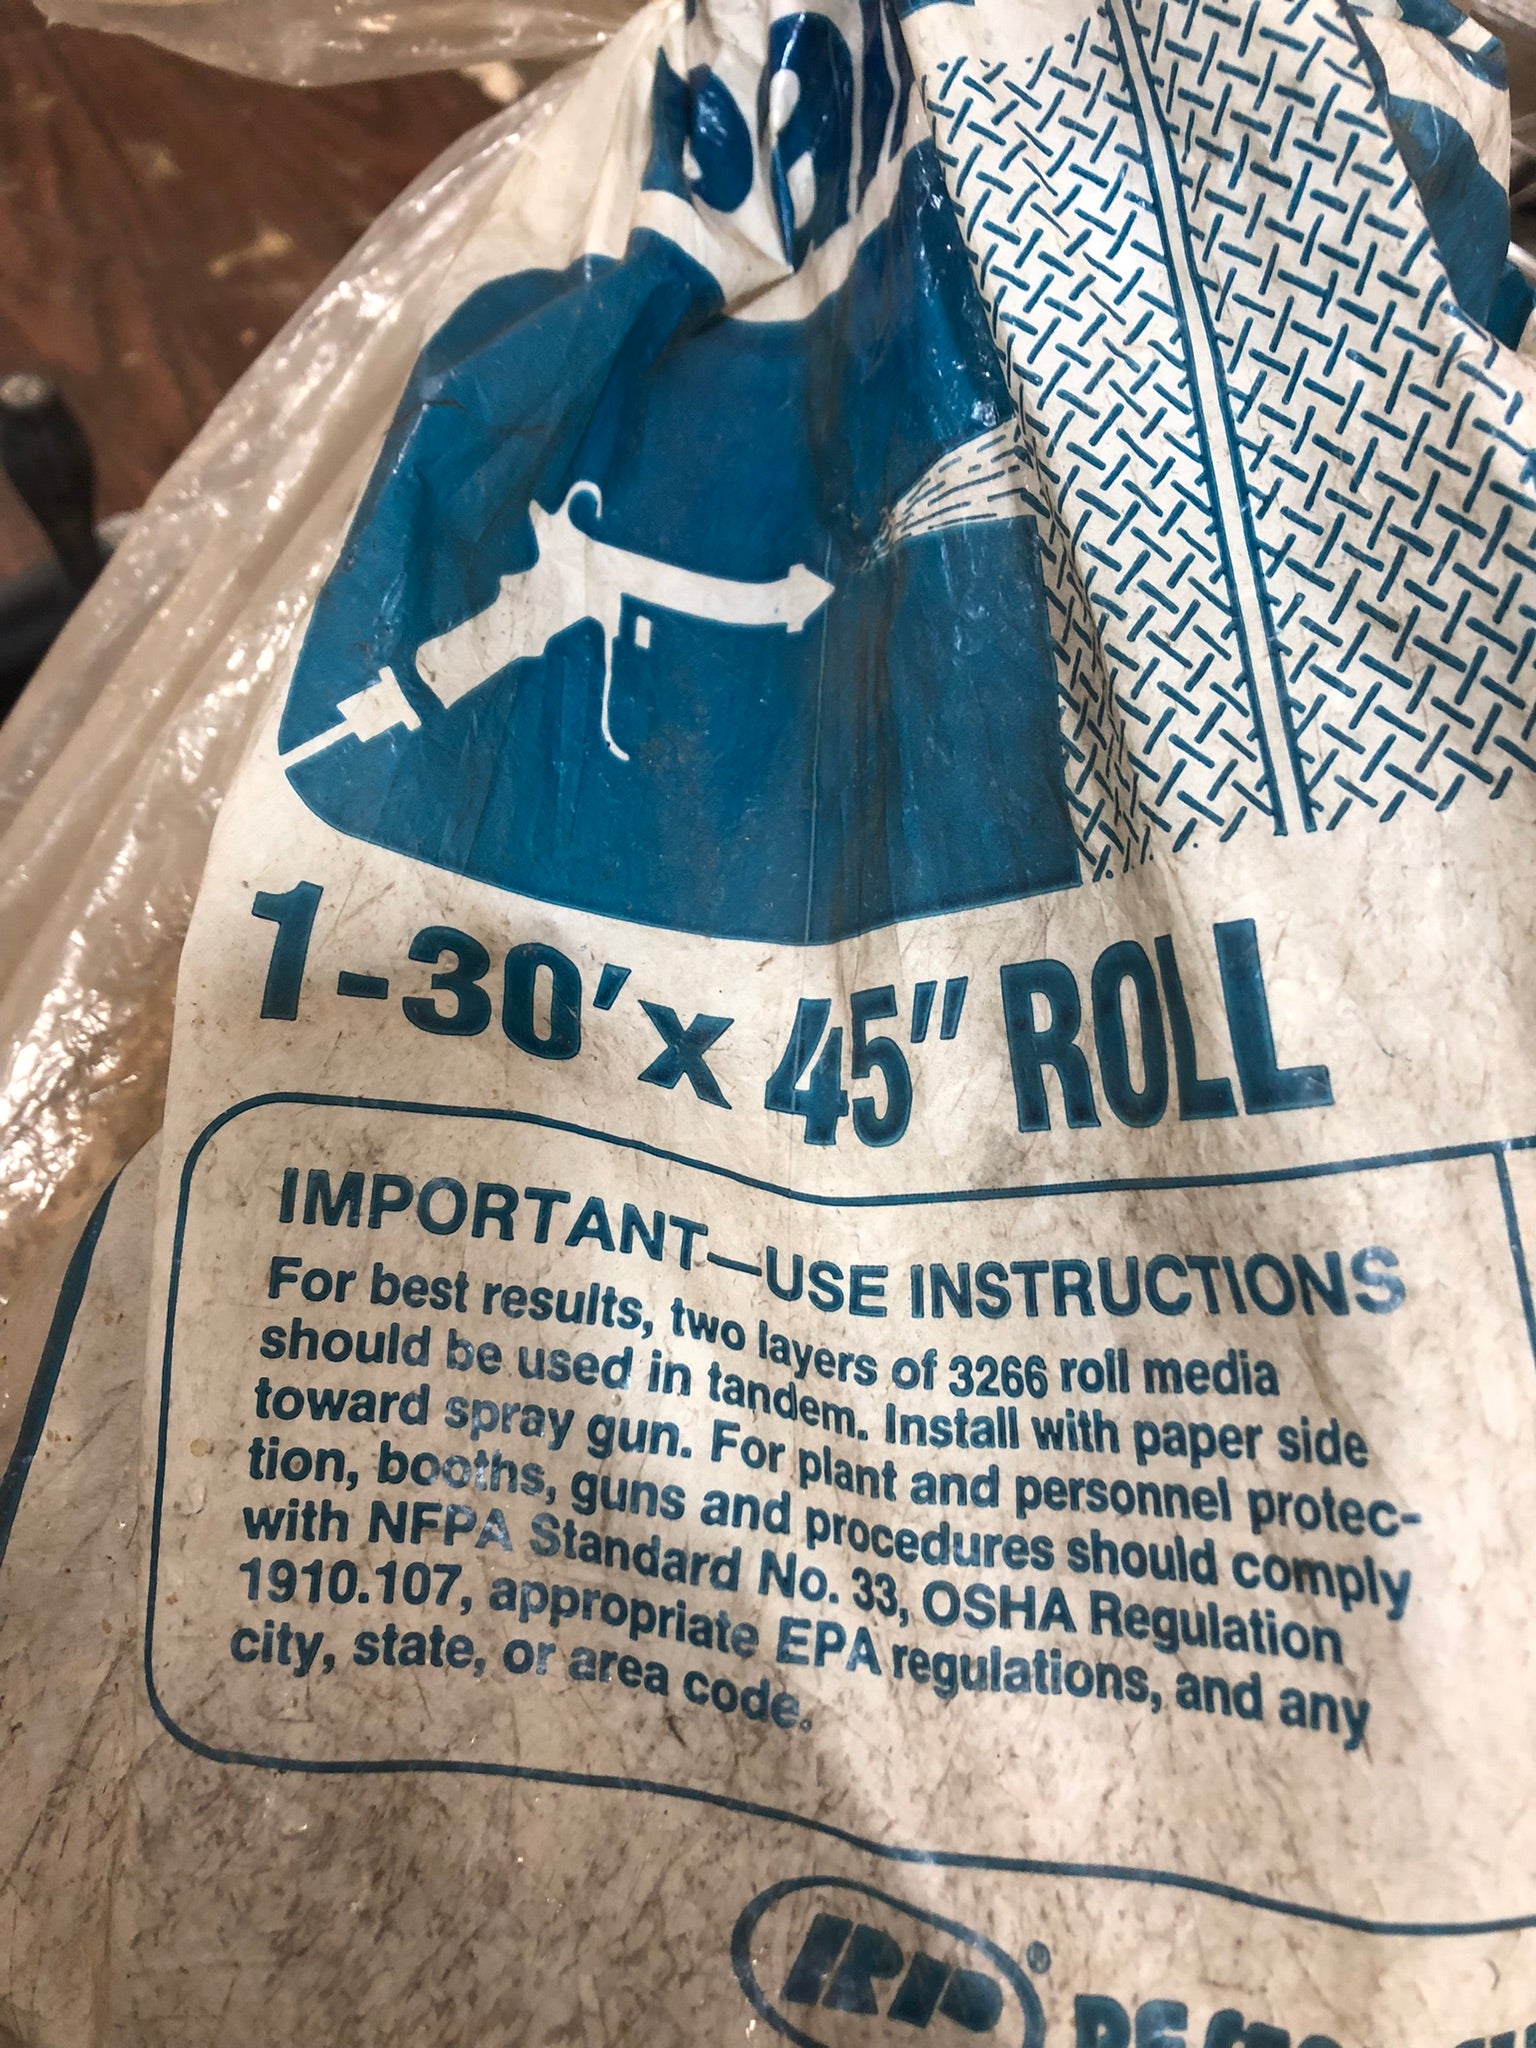 1-30'x 45" ROLL
IMPORTANT—USE INSTRUCTIONS
For best results, two layers of 3266 roll media
should be used in tandem. Install with paper side
toward spray gun. For plant and personnel protec-
tion, booths, guns and procedures should comply
with NFPA Standard No. 33, OSHA Regulation
1910.107, appropriate EPA regulations, and any
city, state, or area code.
®